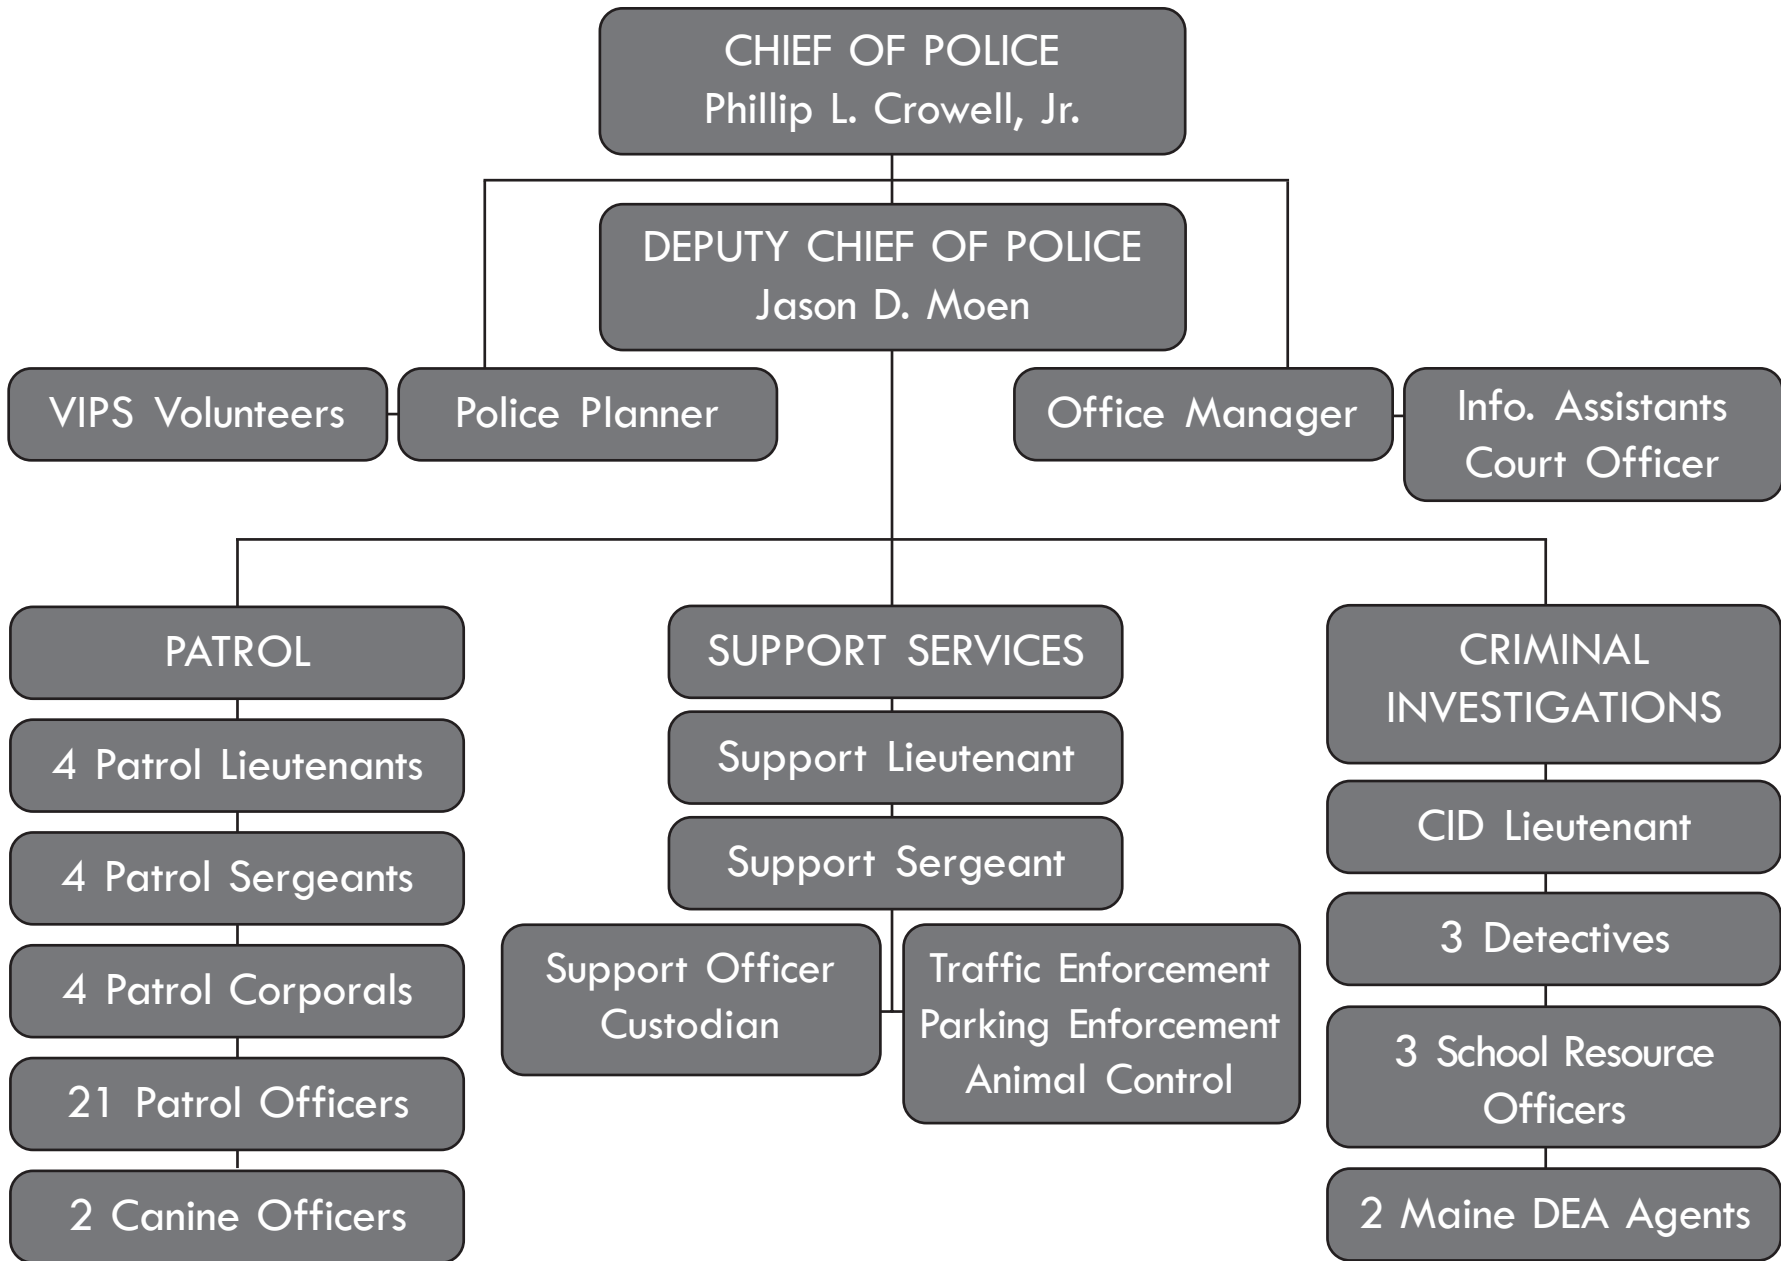 CHIEF OF POLICE
Phillip L. Crowell, Jr.
DEPUTY CHIEF OF POLICE
Jason D. Moen
VIPS Volunteers
Police Planner
Office Manager
Info. Assistants
Court Officer
PATROL
4 Patrol Lieutenants
4 Patrol Sergeants
4 Patrol Corporals
21 Patrol Officers
2 Canine Officers
SUPPORT SERVICES
Support Lieutenant
Support Sergeant
Support Officer
Custodian
Traffic Enforcement
Parking Enforcement
Animal Control
CRIMINAL
INVESTIGATIONS
CID Lieutenant
3 Detectives
3 School Resource
Officers
2 Maine DEA Agents